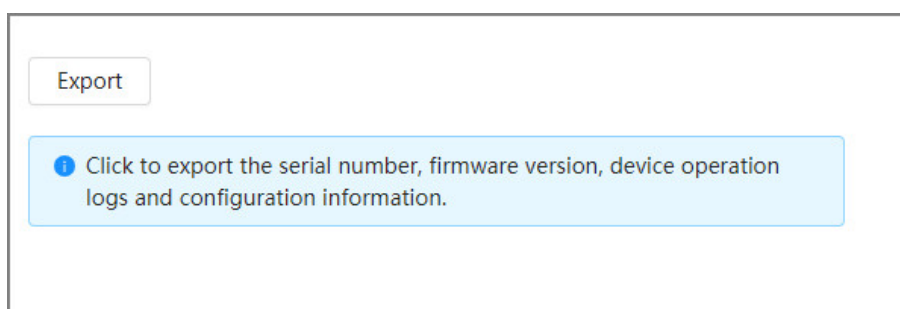 Export
Click to export the serial number, firmware version, device operation
logs and configuration information.